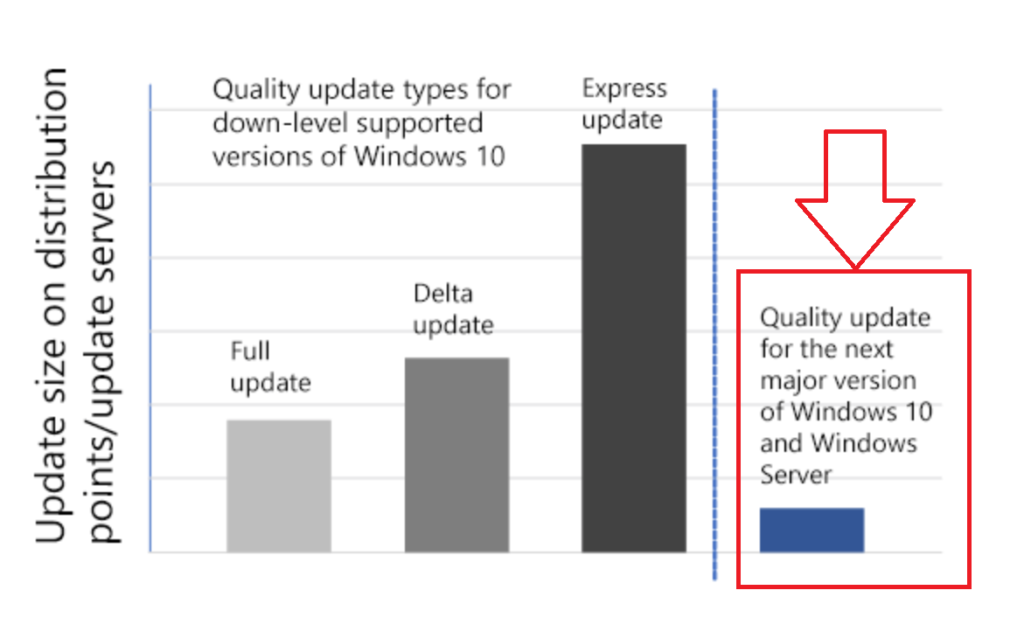 Update size on distribution
points/update servers
Quality update types for
down-level supported
versions of Windows 10
Full
update
Delta
update
Express
update
Quality update
for the next
major version
of Windows 10
and Windows
Server